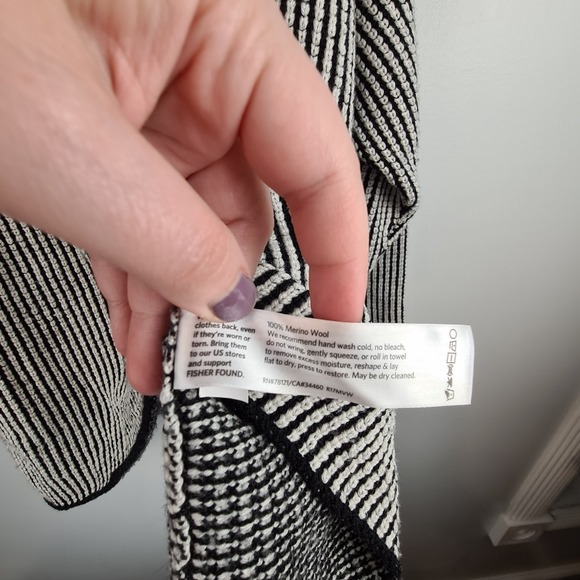 clothes back, even
if they're worn or
torn. Bring them
to our US stores
and support
FISHER FOUND.
100% Merino Wool
We recommend hand wash cold, no bleach,
do not wring, gently squeeze, or roll in towel
to remove excess moisture, reshape & lay
flat to dry, press to restore. May be dry cleaned.
RN#78121/CA#34460 R17MVW